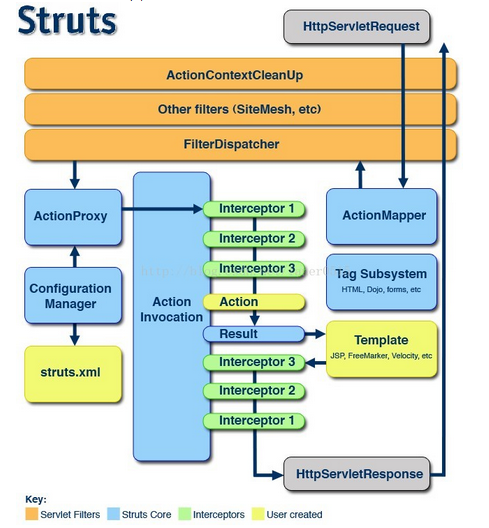 Struts
HttpServletRequest
ActionContextCleanUp
Other filters (SiteMesh, etc)
FilterDispatcher
ActionProxy
Interceptor 1
ActionMapper
Interceptor 2
Interceptor 3
Tag Subsystem
HTML, Dojo, forms, etc
Configuration
Manager
Action
Invocation
Action
Result
Template
JSP, FreeMarker, Velocity, etc
struts.xml
Interceptor 3
Interceptor 2
Interceptor 1
HttpServletResponse
Key:
Servlet Filters
Struts Core
Interceptors
User created